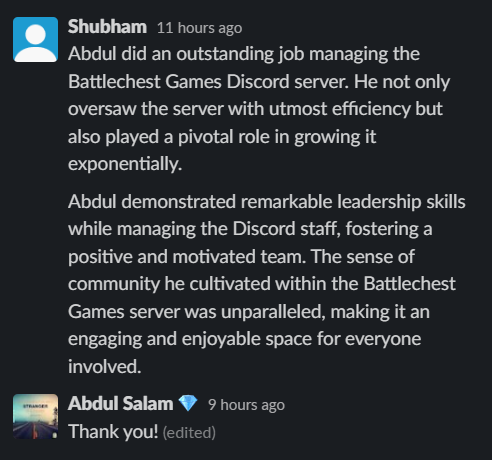 Shubham 11 hours ago
Abdul did an outstanding job managing the
Battlechest Games Discord server. He not only
oversaw the server with utmost efficiency but
also played a pivotal role in growing it
exponentially.
Abdul demonstrated remarkable leadership skills
while managing the Discord staff, fostering a
positive and motivated team. The sense of
community he cultivated within the Battlechest
Games server was unparalleled, making it an
engaging and enjoyable space for everyone
involved.
STRANGER
Abdul Salam 💎 9 hours ago
Thank you! (edited)